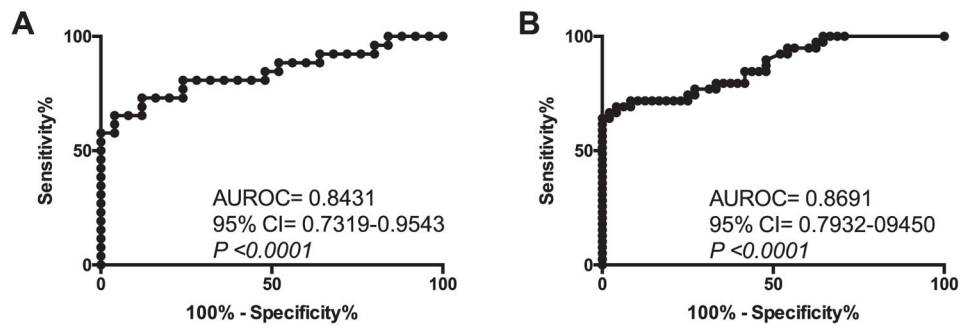 A
100
50
0
Sensitivity%
AUROC= 0.8431
95% CI= 0.7319-0.9543
P <0.0001
0
50
100
100% - Specificity%
B
100
50
0
Sensitivity%
AUROC= 0.8691
95% CI= 0.7932-09450
P <0.0001
0
50
100
100% - Specificity%